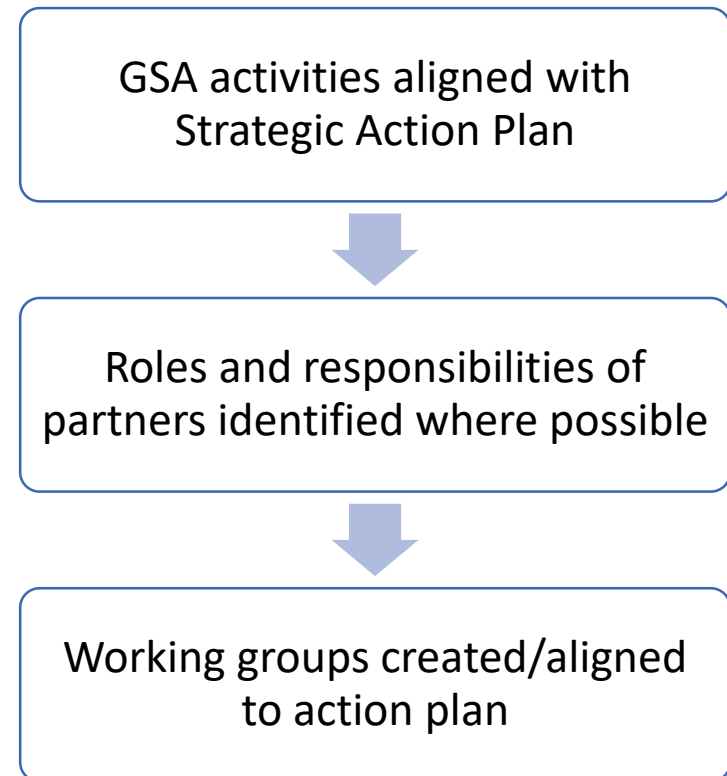 GSA activities aligned with
Strategic Action Plan
Roles and responsibilities of
partners identified where possible
Working groups created/aligned
to action plan